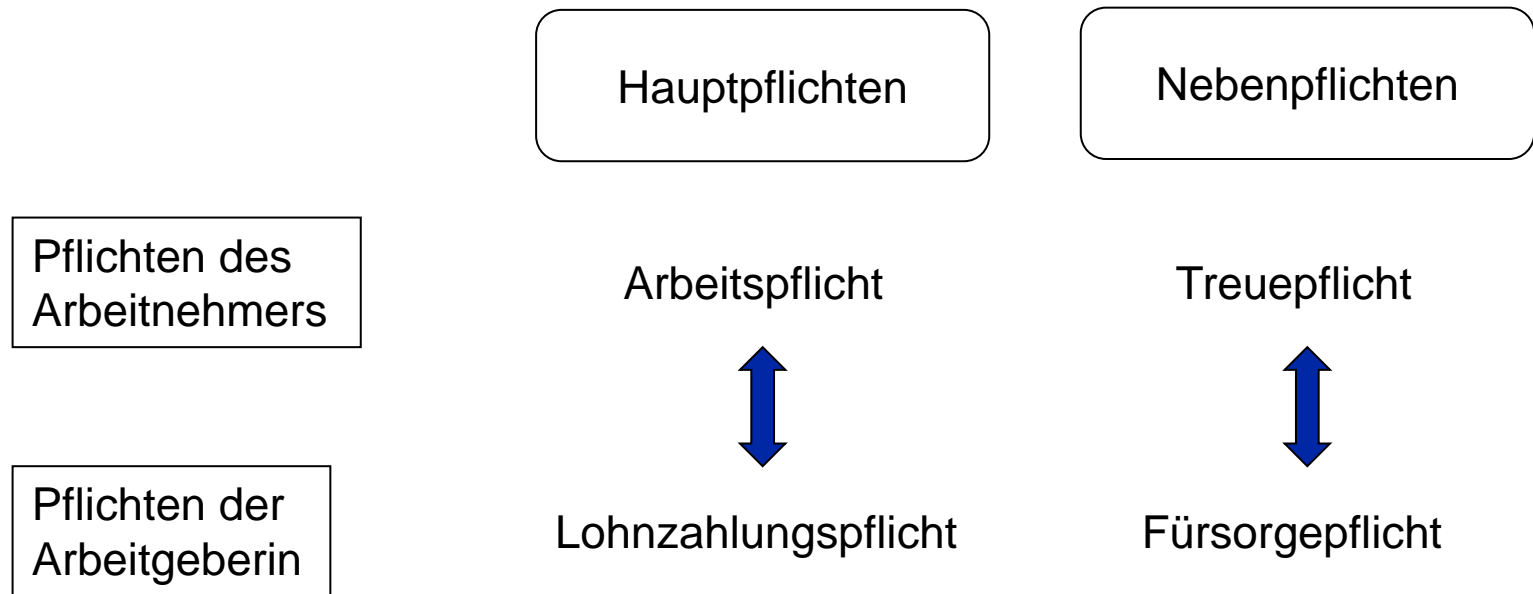 Hauptpflichten
Nebenpflichten
Pflichten des
Arbeitnehmers
Arbeitspflicht
Treuepflicht
Pflichten der
Arbeitgeberin
Lohnzahlungspflicht
Fürsorgepflicht